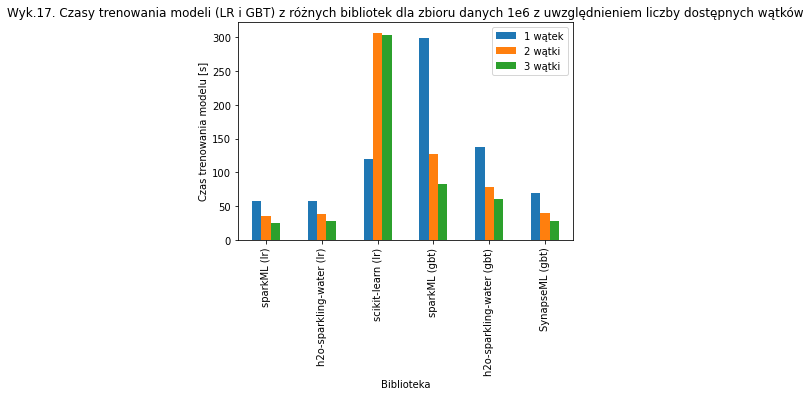 Wyk.17. Czasy trenowania modeli (LR i GBT) z różnych bibliotek dla zbioru danych 1e6 z uwzględnieniem liczby dostępnych wątków
1 wątek
2 wątki
3 wątki
Czas trenowania modelu [s]
300
250
200
150
100
50
0
sparkML (lr)
h2o-sparkling-water (lr)
scikit-learn (lr)
sparkML (gbt)
h2o-sparkling-water (gbt)
SynapseML (gbt)
Biblioteka